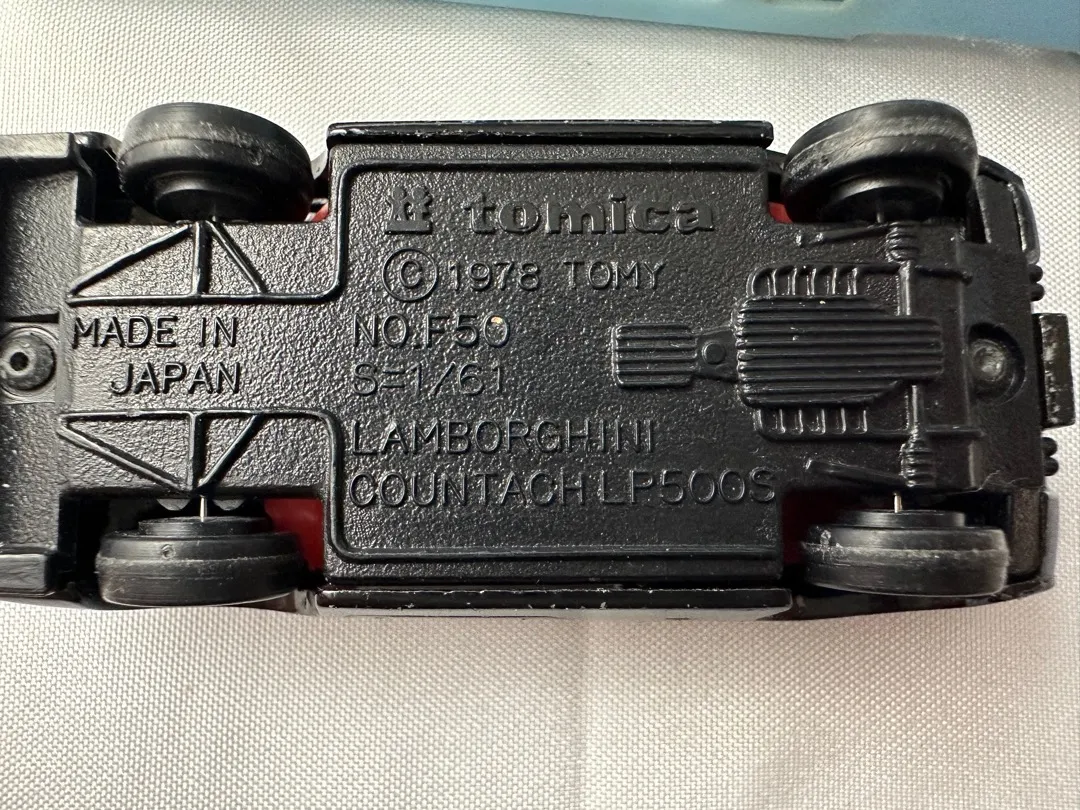 tomica
©1978 TOMY
MADE IN
JAPAN
NO.F50
S=1/61
LAMBORGHINI
COUNTACH LP500S